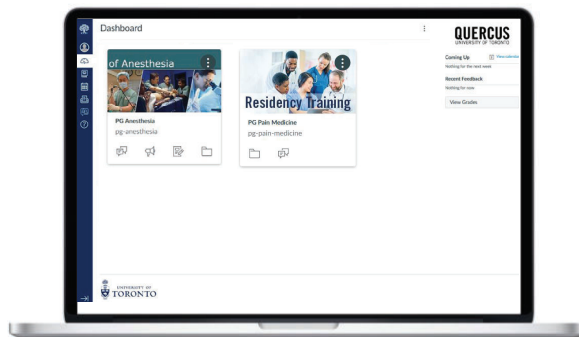 Dashboard
QUERCUS
UNIVERSITY OF TORONTO
of Anesthesia
PG Anesthesia
pg-anesthesia
Residency Training
PG Pain Medicine
pg-pain-medicine
Coming Up
View calendar
Nothing for the next week
Recent Feedback
Nothing for now
View Grades
UNIVERSITY OF
TORONTO